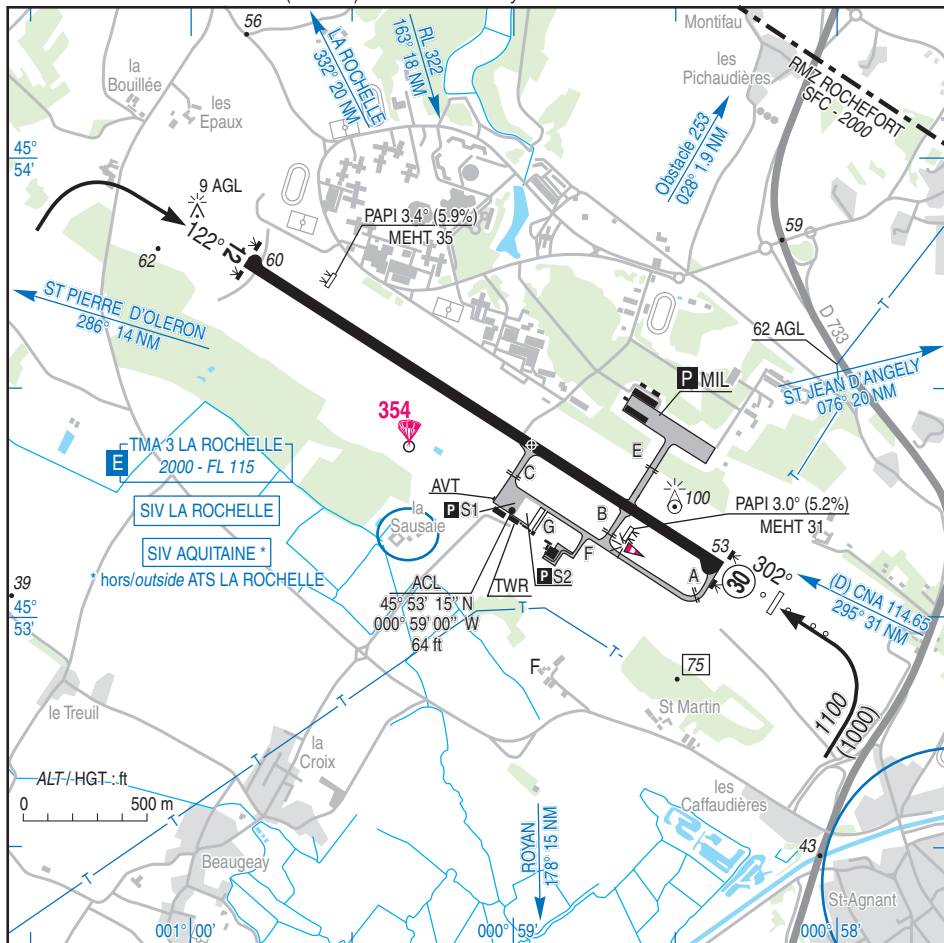 56
Montifau
la
Bouillée
les
Epaux
LA ROCHELLE
332° 20 NM
RL 322
163° 18 NM
les
Pichaudières
RMZ ROCHEFORT
SFC - 2000
Obstacle 253
028° 1.9 NM
45°
54'
9 AGL
122°
12
60
62
PAPI 3.4° (5.9%)
MEHT 35
59
D 733
62 AGL
T
ST PIERRE D'OLERON
286° 14 NM
ST JEAN D'ANGELY
076° 20 NM
P MIL
354
E
TMA 3 LA ROCHELLE
2000 - FL 115
E
T
C
AVT
P S1
la
Sausaie
SIV LA ROCHELLE
100
PAPI 3.0° (5.2%)
MEHT 31
B
G
F
SIV AQUITAINE *
* hors/outside ATS LA ROCHELLE
P S2
TWR
ACL
45° 53' 15" N
000° 59' 00" W
64 ft
53
A
30
302°
(D) CNA 114.65
295° 31 NM
39
45°
53'
T
T
F
75
St Martin
1100
(1000)
le Treuil
T
la
Croix
ALT / HGT : ft
0 500 m
les
Caffaudières
43
Beaugeay
T
ROYAN
178° 15 NM
St-Agnant
001° 00'
000° 59'
000° 58'